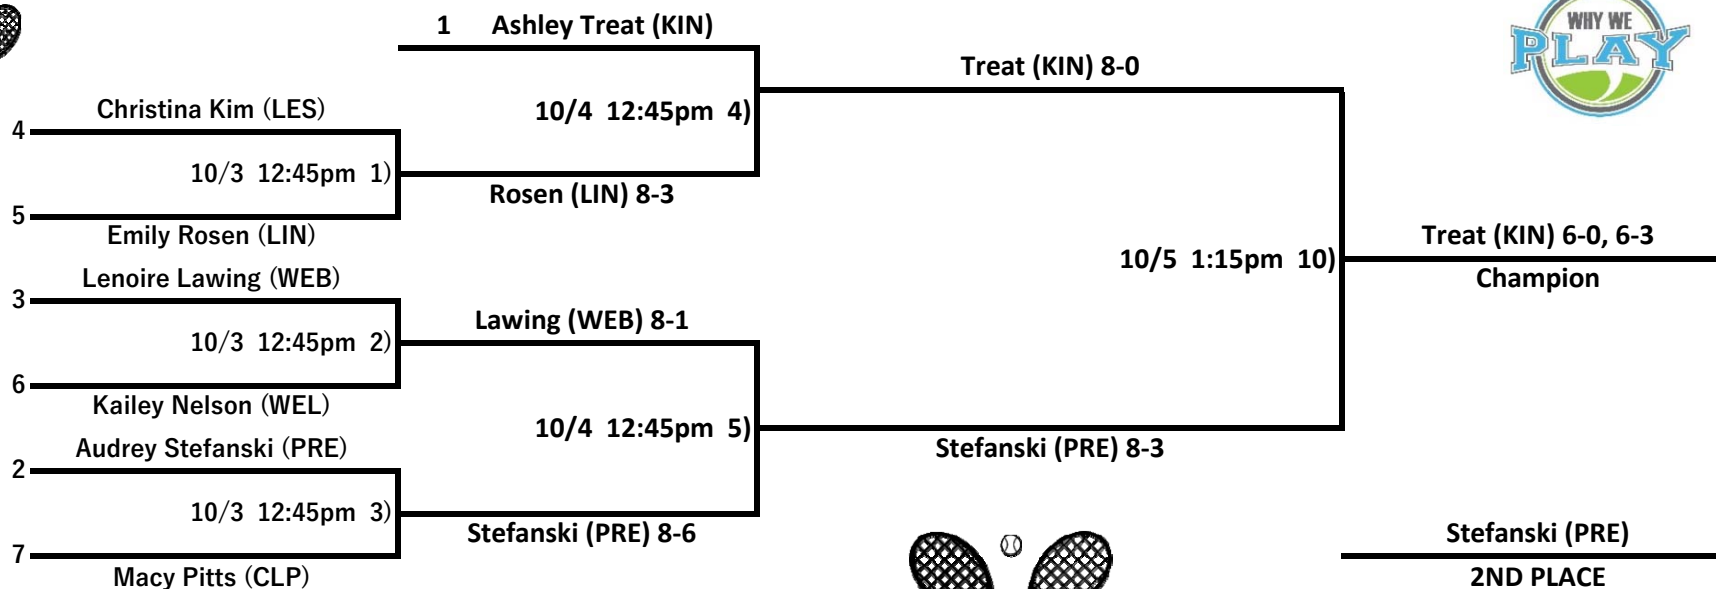 1 Ashley Treat (KIN)
WHY WE
PLAY
Treat (KIN) 8-0
Christina Kim (LES)
10/4 12:45pm 4)
4
10/3 12:45pm 1)
Rosen (LIN) 8-3
5
Emily Rosen (LIN)
Treat (KIN) 6-0, 6-3
10/5 1:15pm 10)
Champion
Lenoire Lawing (WEB)
3
Lawing (WEB) 8-1
10/3 12:45pm 2)
6
Kailey Nelson (WEL)
10/4 12:45pm 5)
Audrey Stefanski (PRE)
Stefanski (PRE) 8-3
2
10/3 12:45pm 3)
Stefanski (PRE) 8-6
Stefanski (PRE)
7
Macy Pitts (CLP)
2ND PLACE